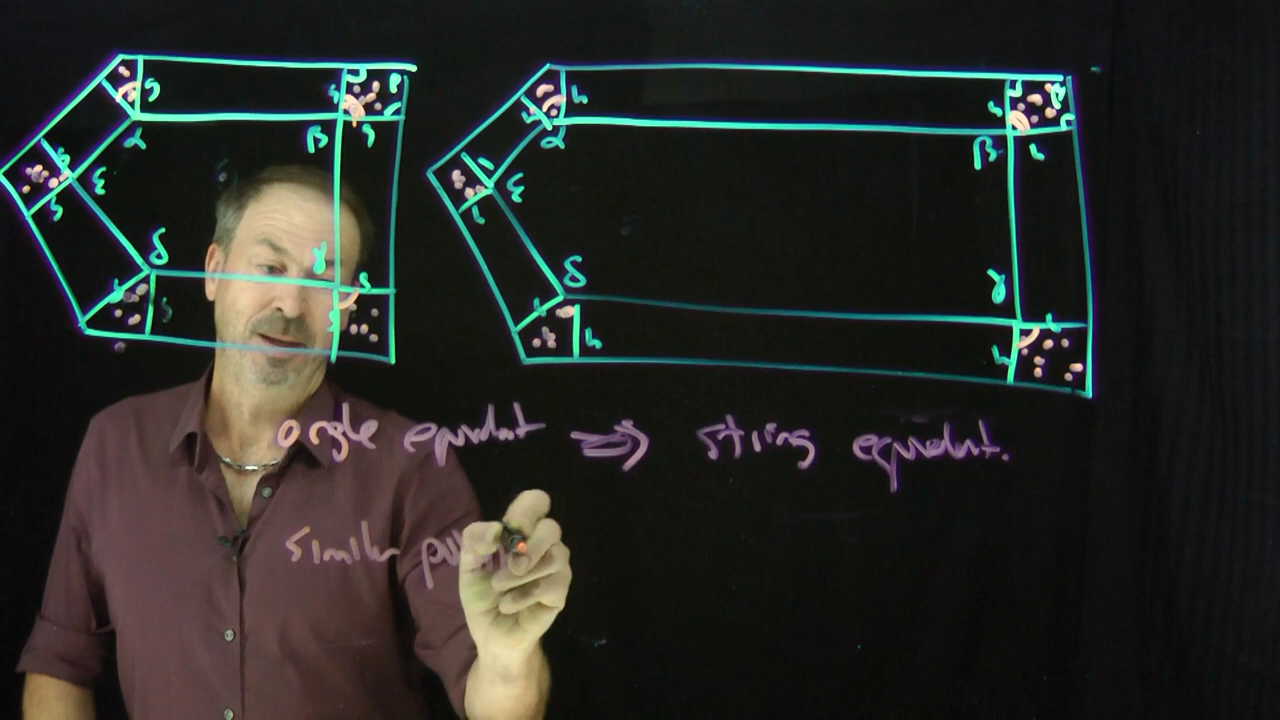 h h β
h h β
α β h
α β h
h ε
h ε
h
h
δ γ
δ γ
h h
h h
angle equivalent ⇒ string equivalent.
similar